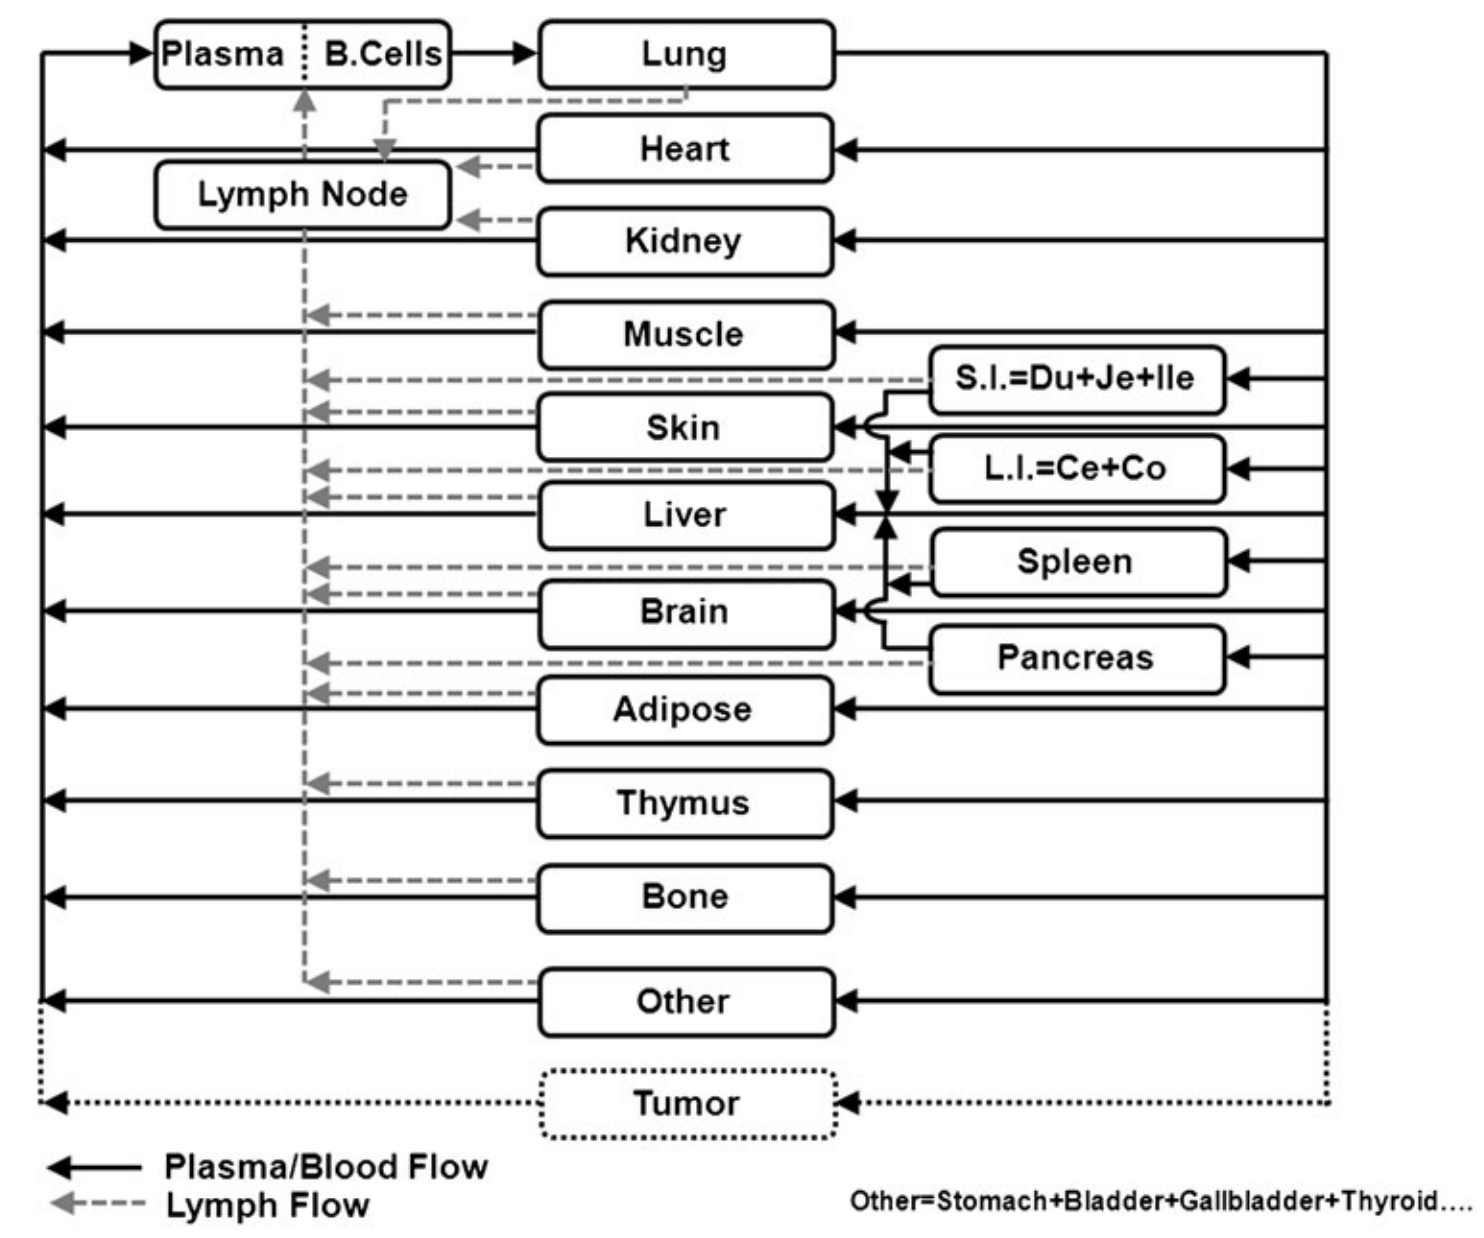 Plasma B.Cells
Lung
Heart
Lymph Node
Kidney
Muscle
S.I.=Du+Je+Ile
Skin
L.I.=Ce+Co
Liver
Spleen
Brain
Pancreas
Adipose
Thymus
Bone
Other
Tumor
Plasma/Blood Flow
Lymph Flow
Other=Stomach+Bladder+Gallbladder+Thyroid....